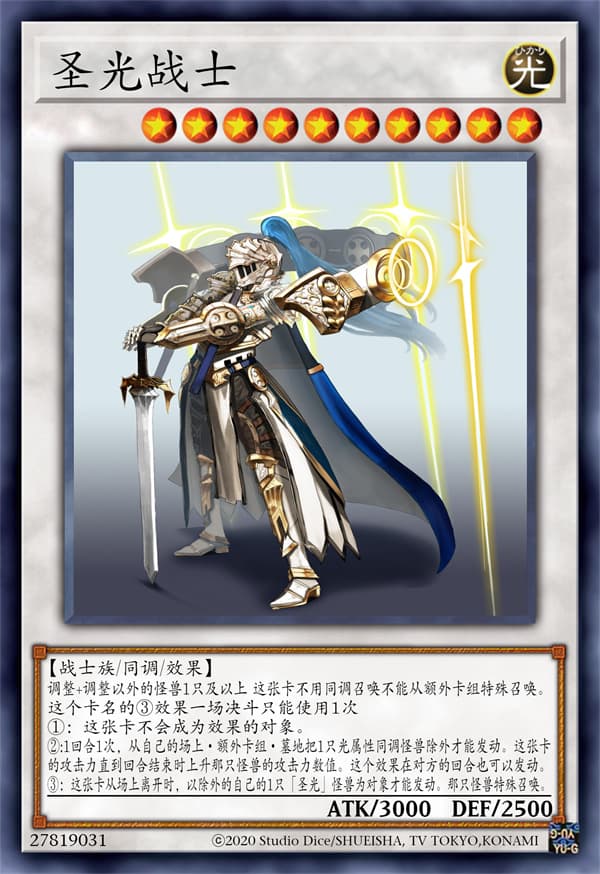 圣光战士
ひかり
光
【战士族/同调/效果】
调整+调整以外的怪兽1只及以上 这张卡不用同调召唤不能从额外卡组特殊召唤。
这个卡名的③效果一场决斗只能使用1次
①：这张卡不会成为效果的对象。
②:1回合1次，从自己的场上·额外卡组·墓地把1只光属性同调怪兽除外才能发动。这张卡
的攻击力直到回合结束时上升那只怪兽的攻击力数值。这个效果在对方的回合也可以发动。
③：这张卡从场上离开时，以除外的自己的1只「圣光」怪兽为对象才能发动。那只怪兽特殊召唤。
ATK/3000 DEF/2500
27819031
©2020 Studio Dice/SHUEISHA, TV TOKYO,KONAMI
YU-G
YU-G